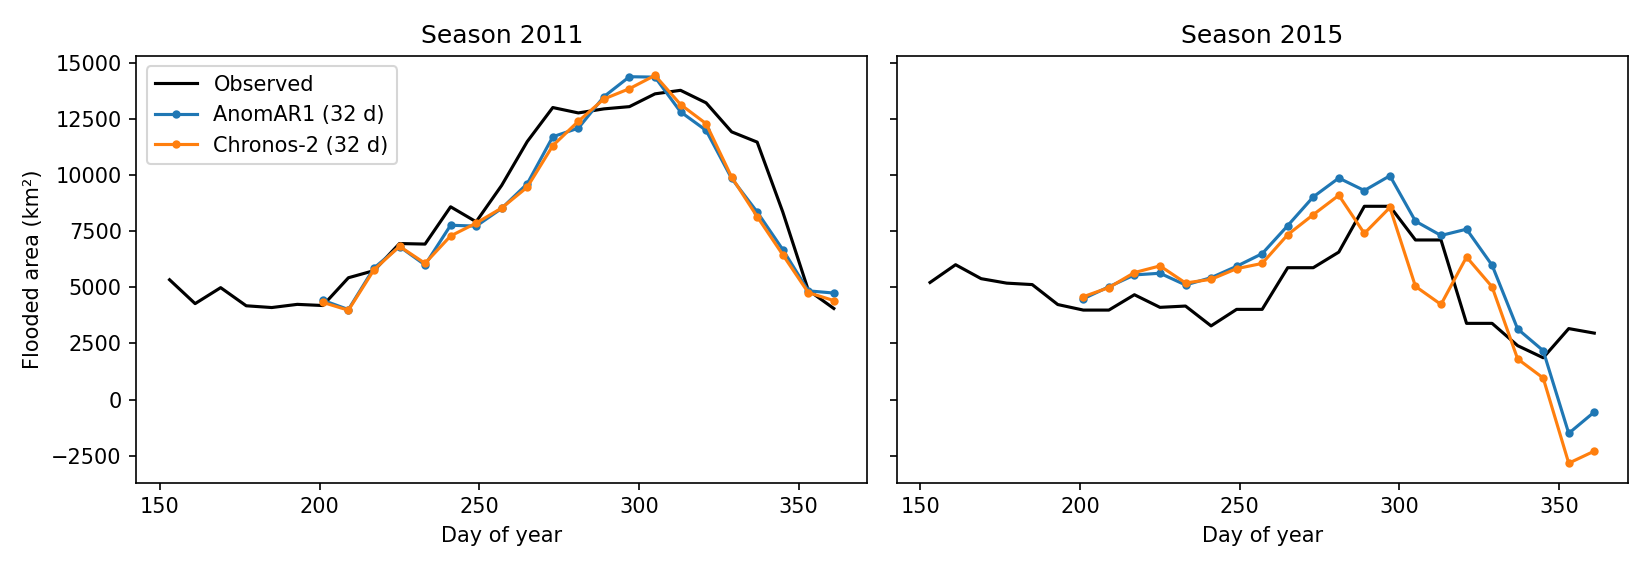 Season 2011
Season 2015
Observed
AnomAR1 (32 d)
Chronos-2 (32 d)
Flooded area (km²)
15000
12500
10000
7500
5000
2500
0
−2500
150
200
250
300
350
150
200
250
300
350
Day of year
Day of year